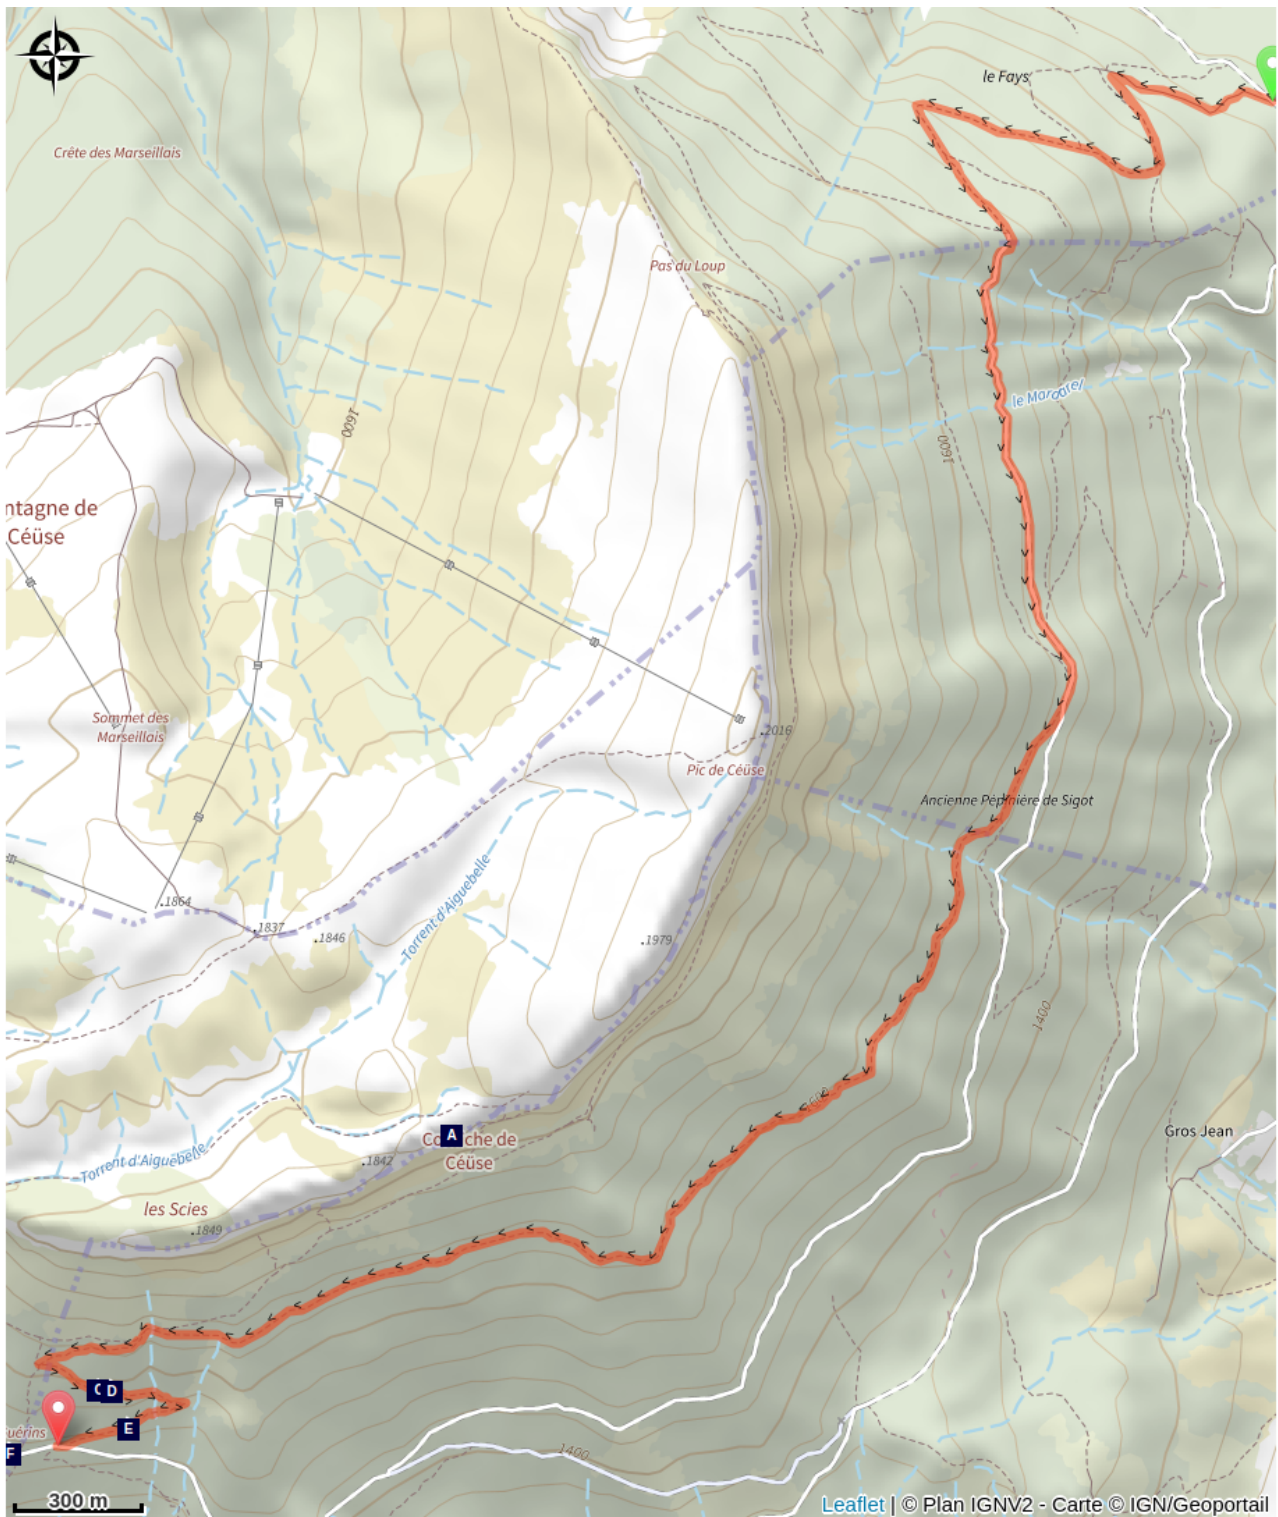 le Fays
Crête des Marseillais
Pas du Loup
le Margarel
1600
1600
ntagne de
Céüse
Sommet des
Marseillais
.2016
Pic de Céüse
Ancienne Pépinière de Sigot
Torrent d'Aiguebelle
.1864
.1837
.1846
.1979
1400
A
Co che de
Céüse
Gros Jean
Torrent d'Aiguebelle
.1842
les Scies
.1849
C D
E
uérins
F
1400
300 m
Leaflet | © Plan IGNV2 - Carte © IGN/Geoportail